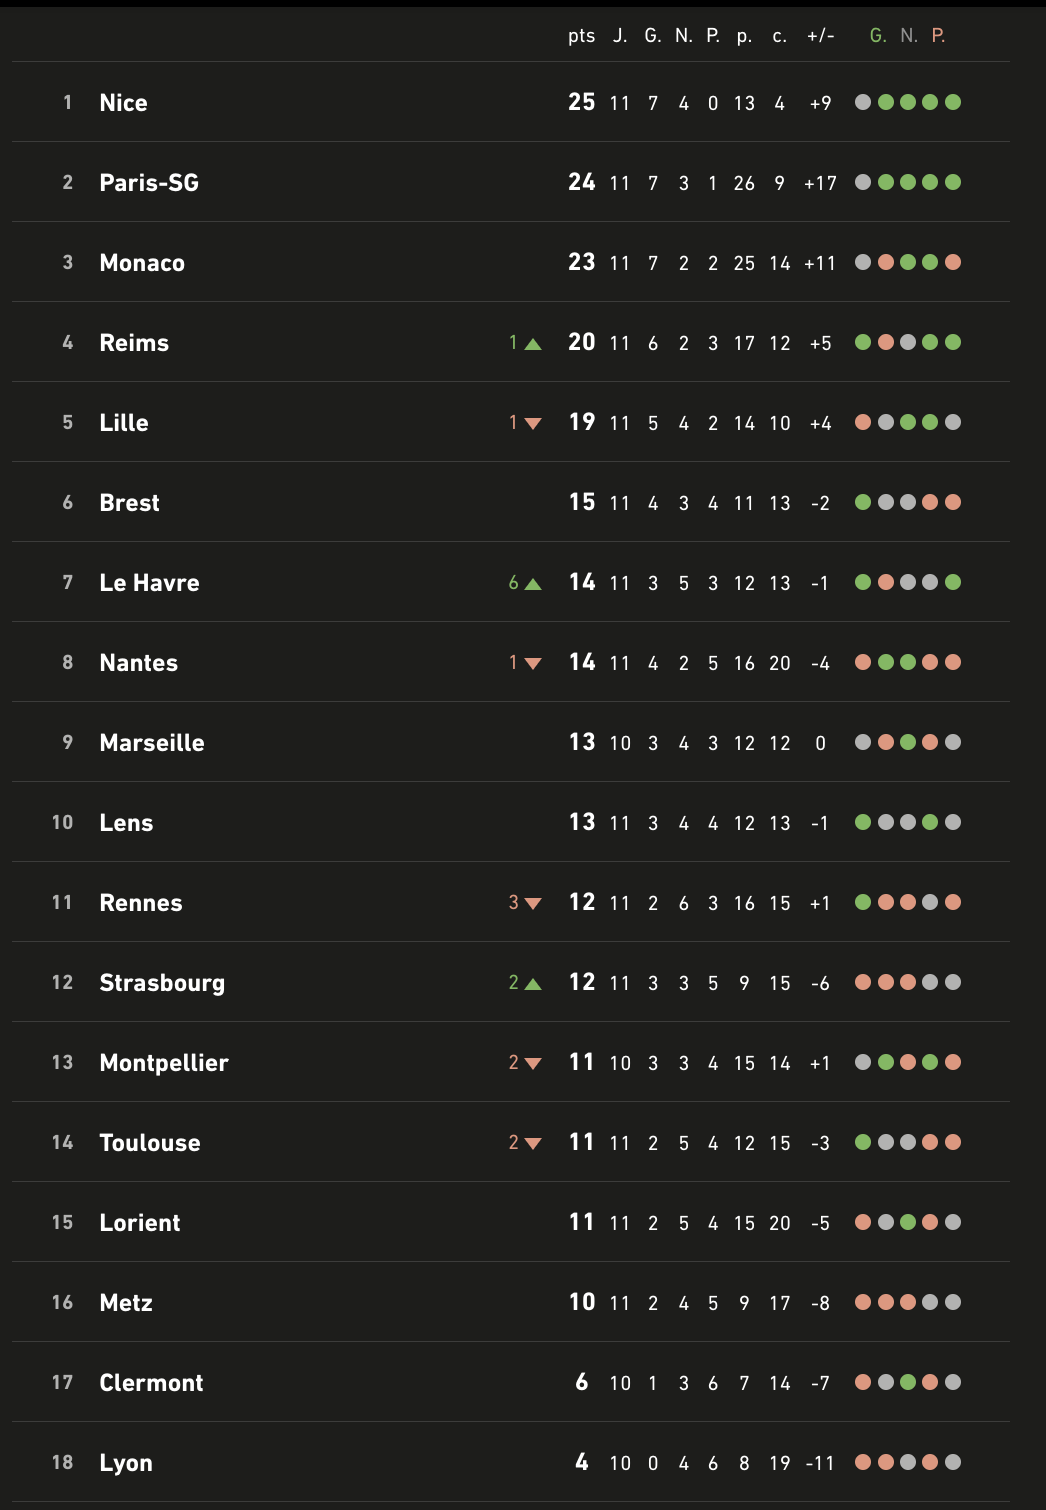 pts J. G. N. P. p. c. +/- G. N. P.
1 Nice 25 11 7 4 0 13 4 +9
2 Paris-SG 24 11 7 3 1 26 9 +17
3 Monaco 23 11 7 2 2 25 14 +11
4 Reims 1 20 11 6 2 3 17 12 +5
5 Lille 1 19 11 5 4 2 14 10 +4
6 Brest 15 11 4 3 4 11 13 -2
7 Le Havre 6 14 11 3 5 3 12 13 -1
8 Nantes 1 14 11 4 2 5 16 20 -4
9 Marseille 13 10 3 4 3 12 12 0
10 Lens 13 11 3 4 4 12 13 -1
11 Rennes 3 12 11 2 6 3 16 15 +1
12 Strasbourg 2 12 11 3 3 5 9 15 -6
13 Montpellier 2 11 10 3 3 4 15 14 +1
14 Toulouse 2 11 11 2 5 4 12 15 -3
15 Lorient 11 11 2 5 4 15 20 -5
16 Metz 10 11 2 4 5 9 17 -8
17 Clermont 6 10 1 3 6 7 14 -7
18 Lyon 4 10 0 4 6 8 19 -11